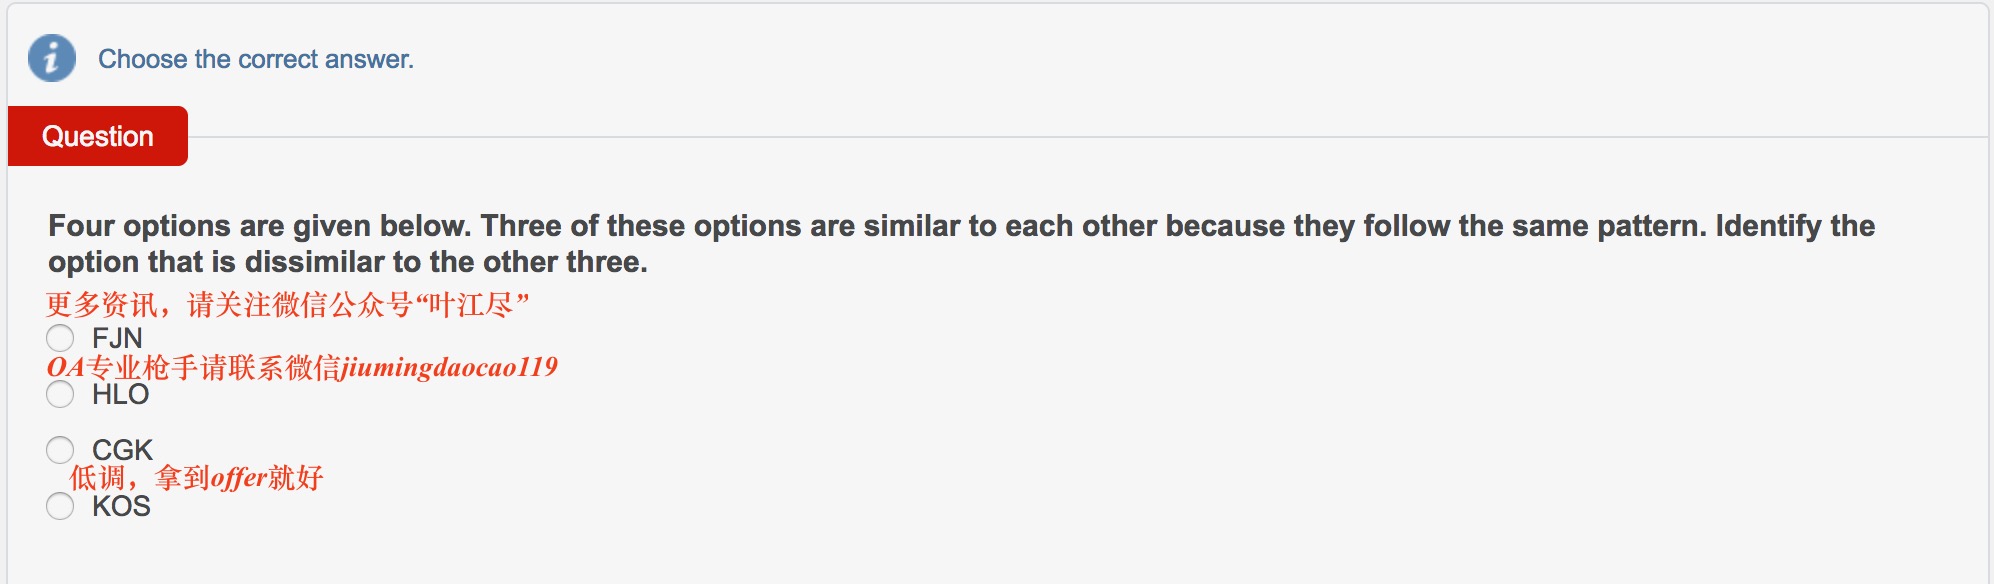 i Choose the correct answer.
Question
Four options are given below. Three of these options are similar to each other because they follow the same pattern. Identify the
option that is dissimilar to the other three.
更多资讯，请关注微信公众号“叶江尽”
FJN
OA专业枪手请联系微信jiumingdaocao119
HLO
CGK
低调，拿到offer就好
KOS